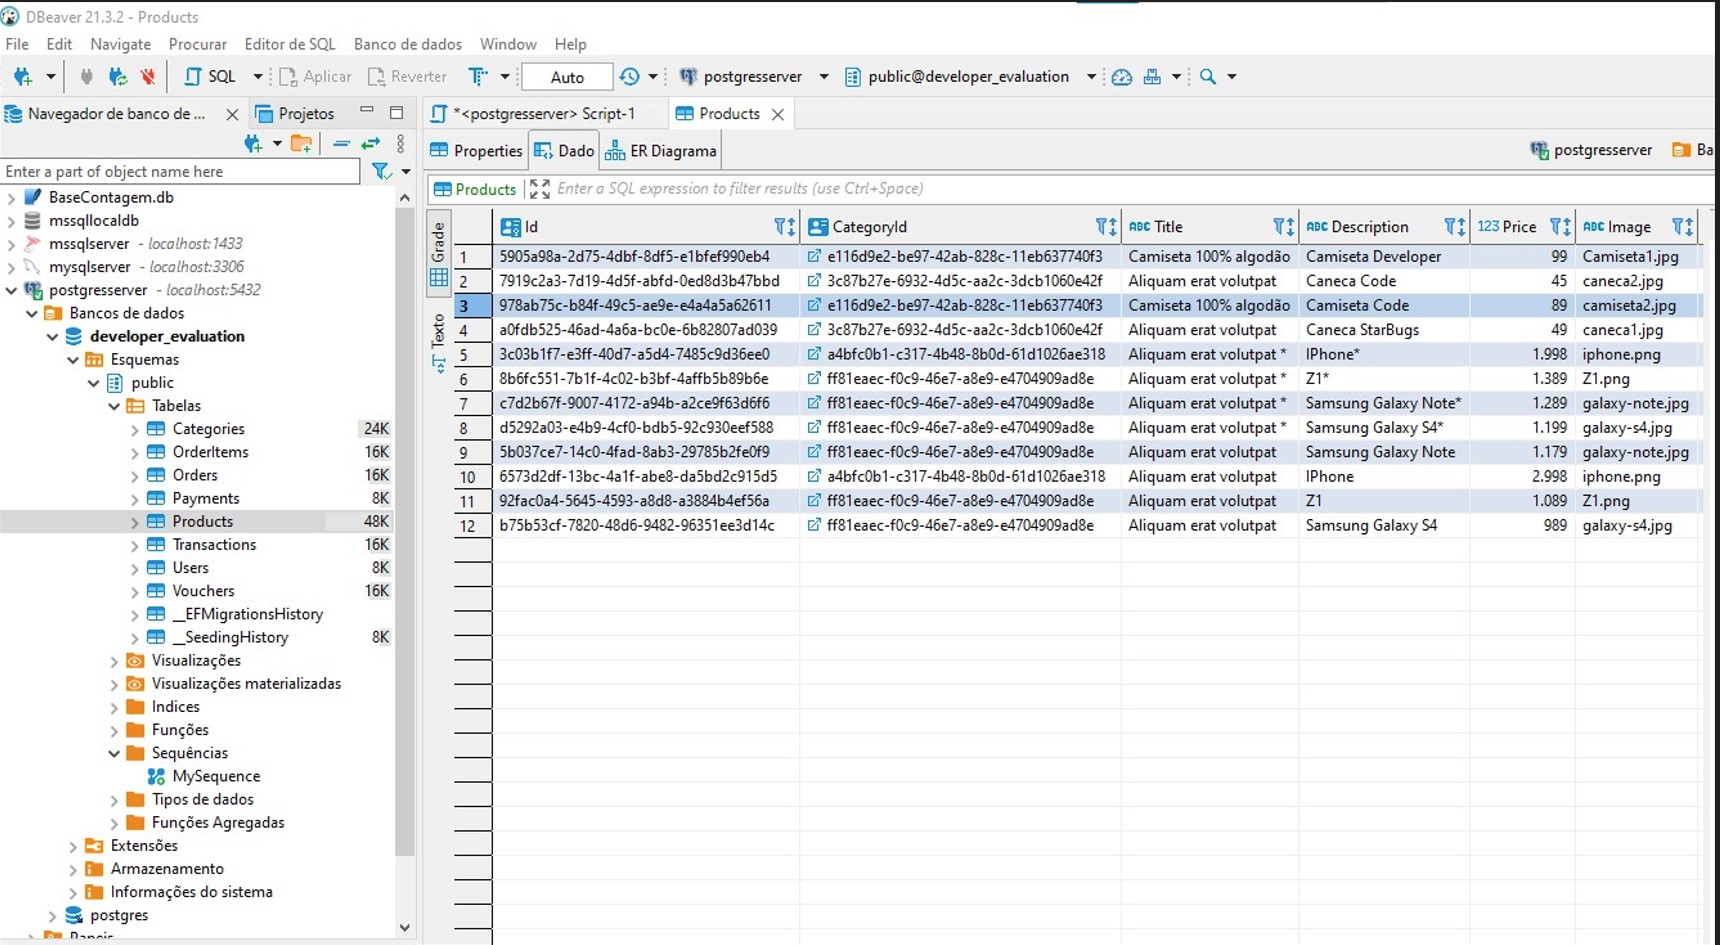 DBeaver 21.3.2 - Products
File Edit Navigate Procurar Editor de SQL Banco de dados Window Help
SQL Aplicar Reverter Auto postgresserver public@developer_evaluation
Navegador de banco de ... Projetos
Enter a part of object name here
BaseContagem.db
mssqllocaldb
mssqlserver - localhost:1433
mysqlserver - localhost:3306
postgresserver - localhost:5432
Bancos de dados
developer_evaluation
Esquemas
public
Tabelas
Categories 24K
OrderItems 16K
Orders 16K
Payments 8K
Products 48K
Transactions 16K
Users 8K
Vouchers 16K
__EFMigrationsHistory
__SeedingHistory 8K
Visualizações
Visualizações materializadas
Indices
Funções
Sequências
MySequence
Tipos de dados
Funções Agregadas
Extensões
Armazenamento
Informações do sistema
postgres
*<postgresserver> Script-1 Products
Properties Dado ER Diagrama postgresserver Ba
Products Enter a SQL expression to filter results (use Ctrl+Space)
Grade
Texto
Id CategoryId ABC Title ABC Description 123 Price ABC Image
1 5905a98a-2d75-4dbf-8df5-e1bfef990eb4 e116d9e2-be97-42ab-828c-11eb637740f3 Camiseta 100% algodão Camiseta Developer 99 Camiseta1.jpg
2 7919c2a3-7d19-4d5f-abfd-0ed8d3b47bbd 3c87b27e-6932-4d5c-aa2c-3dcb1060e42f Aliquam erat volutpat Caneca Code 45 caneca2.jpg
3 978ab75c-b84f-49c5-ae9e-e4a4a5a62611 e116d9e2-be97-42ab-828c-11eb637740f3 Camiseta 100% algodão Camiseta Code 89 camiseta2.jpg
4 a0fdb525-46ad-4a6a-bc0e-6b82807ad039 3c87b27e-6932-4d5c-aa2c-3dcb1060e42f Aliquam erat volutpat Caneca StarBugs 49 caneca1.jpg
5 3c03b1f7-e3ff-40d7-a5d4-7485c9d36ee0 a4bfc0b1-c317-4b48-8b0d-61d1026ae318 Aliquam erat volutpat * IPhone* 1.998 iphone.png
6 8b6fc551-7b1f-4c02-b3bf-4affb5b89b6e ff81eaec-f0c9-46e7-a8e9-e4704909ad8e Aliquam erat volutpat * Z1* 1.389 Z1.png
7 c7d2b67f-9007-4172-a94b-a2ce9f63d6f6 ff81eaec-f0c9-46e7-a8e9-e4704909ad8e Aliquam erat volutpat * Samsung Galaxy Note* 1.289 galaxy-note.jpg
8 d5292a03-e4b9-4cf0-bdb5-92c930eef588 ff81eaec-f0c9-46e7-a8e9-e4704909ad8e Aliquam erat volutpat * Samsung Galaxy S4* 1.199 galaxy-s4.jpg
9 5b037ce7-14c0-4fad-8ab3-29785b2fe0f9 ff81eaec-f0c9-46e7-a8e9-e4704909ad8e Aliquam erat volutpat Samsung Galaxy Note 1.179 galaxy-note.jpg
10 6573d2df-13bc-4a1f-abe8-da5bd2c915d5 a4bfc0b1-c317-4b48-8b0d-61d1026ae318 Aliquam erat volutpat IPhone 2.998 iphone.png
11 92fac0a4-5645-4593-a8d8-a3884b4ef56a ff81eaec-f0c9-46e7-a8e9-e4704909ad8e Aliquam erat volutpat Z1 1.089 Z1.png
12 b75b53cf-7820-48d6-9482-96351ee3d14c ff81eaec-f0c9-46e7-a8e9-e4704909ad8e Aliquam erat volutpat Samsung Galaxy S4 989 galaxy-s4.jpg